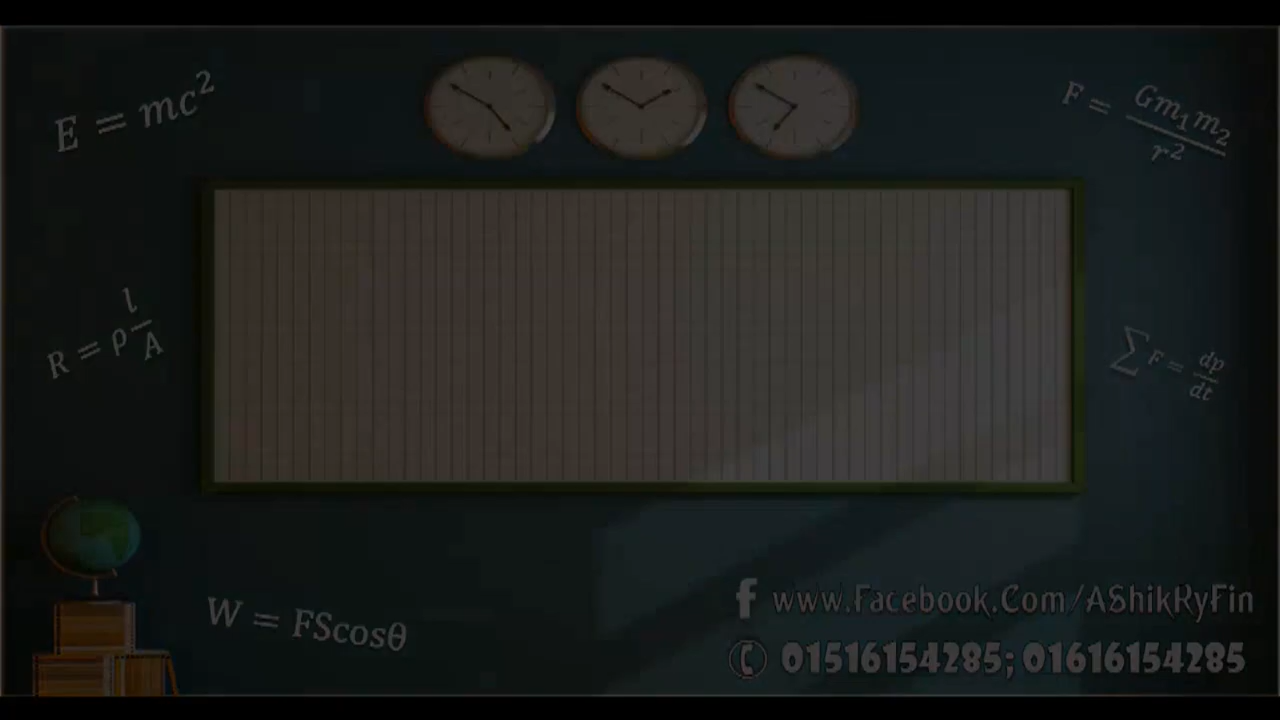 E = mc²
F = Gm₁m₂/r²
R = ρ l/A
∑ F = dp/dt
W = FScosθ
f www.Facebook.Com/AShikRyFin
01516154285; 01616154285